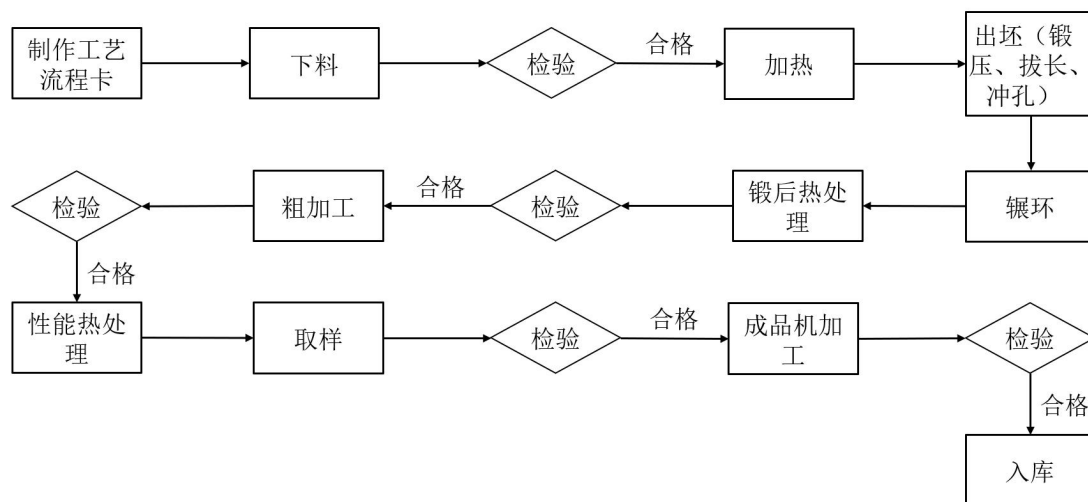 制作工艺
流程卡
下料
检验
合格
加热
出坯（锻
压、拔长、
冲孔）
辗环
锻后热处
理
检验
合格
粗加工
检验
合格
性能热处
理
取样
检验
合格
成品机加
工
检验
合格
入库